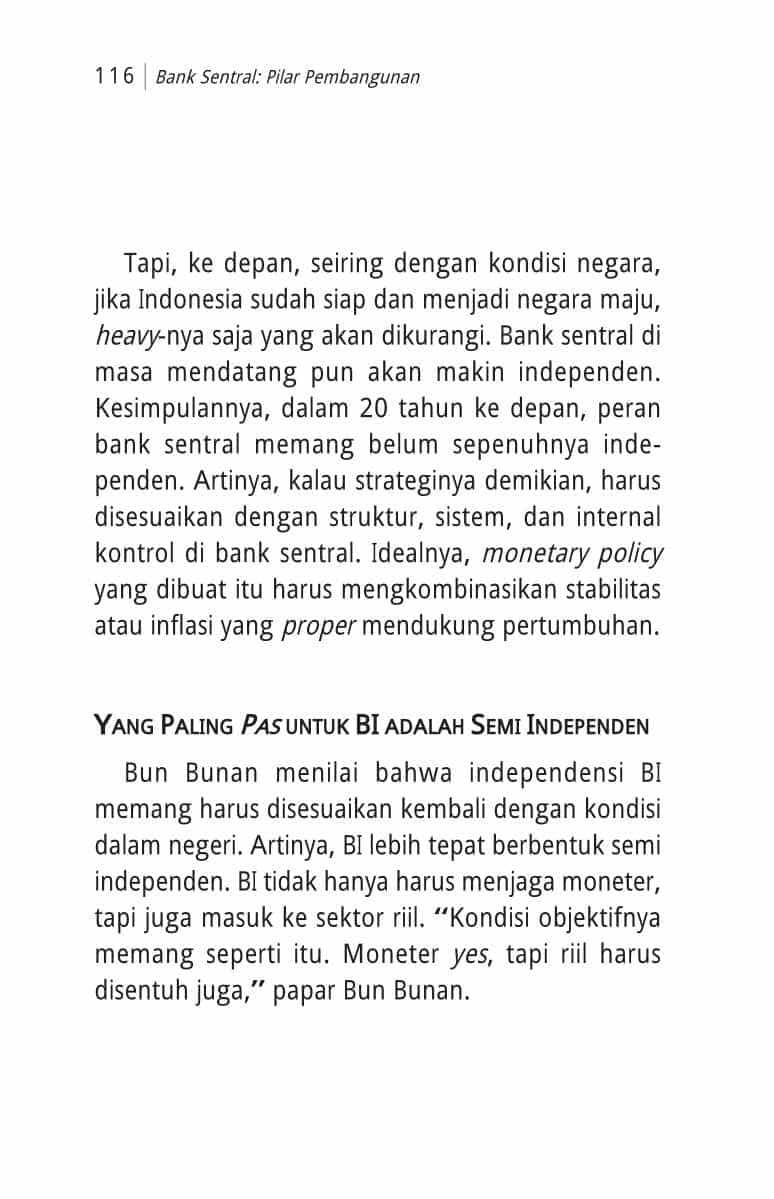 116 Bank Sentral: Pilar Pembangunan
Tapi, ke depan, seiring dengan kondisi negara,
jika Indonesia sudah siap dan menjadi negara maju,
heavy-nya saja yang akan dikurangi. Bank sentral di
masa mendatang pun akan makin independen.
Kesimpulannya, dalam 20 tahun ke depan, peran
bank sentral memang belum sepenuhnya inde-
penden. Artinya, kalau strateginya demikian, harus
disesuaikan dengan struktur, sistem, dan internal
kontrol di bank sentral. Idealnya, monetary policy
yang dibuat itu harus mengkombinasikan stabilitas
atau inflasi yang proper mendukung pertumbuhan.
YANG PALING PAS UNTUK BI ADALAH SEMI INDEPENDEN
Bun Bunan menilai bahwa independensi BI
memang harus disesuaikan kembali dengan kondisi
dalam negeri. Artinya, BI lebih tepat berbentuk semi
independen. BI tidak hanya harus menjaga moneter,
tapi juga masuk ke sektor riil. “Kondisi objektifnya
memang seperti itu. Moneter yes, tapi riil harus
disentuh juga,” papar Bun Bunan.